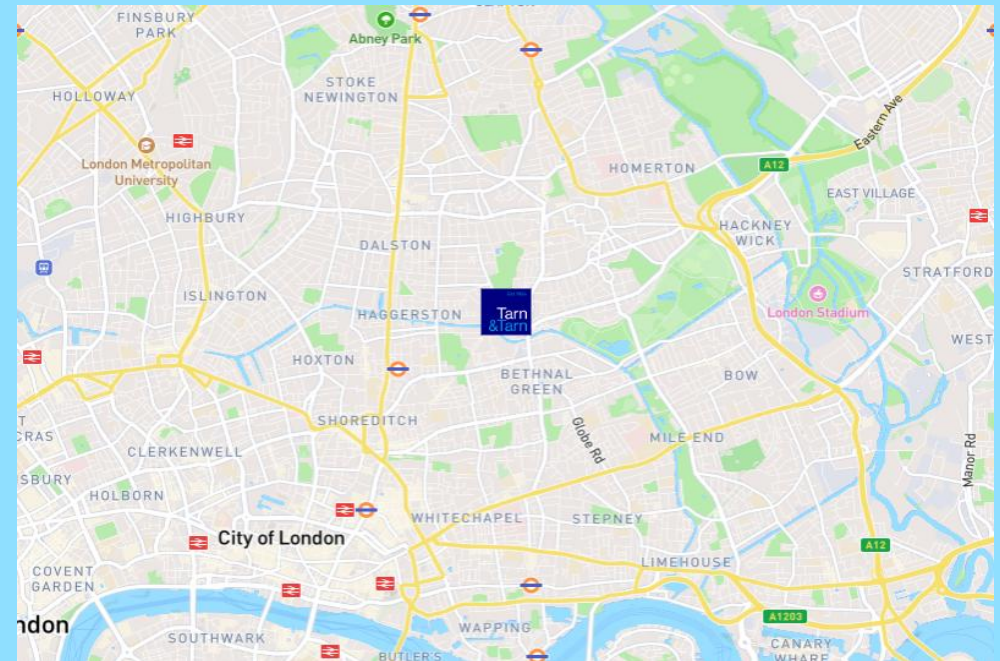 FINSBURY
PARK
Abney Park
STOKE
NEWINGTON
HOLLOWAY
London Metropolitan
University
HIGHBURY
HOMERTON
A12
Eastern Ave
EAST VILLAGE
HACKNEY
WICK
DALSTON
STRATFORD
ISLINGTON
HAGGERSTON
Tarn
&Tarn
London Stadium
WEST
HOXTON
BETHNAL
GREEN
BOW
SHOREDITCH
CRAS
CLERKENWELL
Globe Rd
MILE END
Manor Rd
SBURY
HOLBORN
WHITECHAPEL
STEPNEY
City of London
A12
LIMEHOUSE
COVENT
GARDEN
ndon
SOUTHWARK
WAPPING
A1203
BUTLER'S
CANARY
WHARF